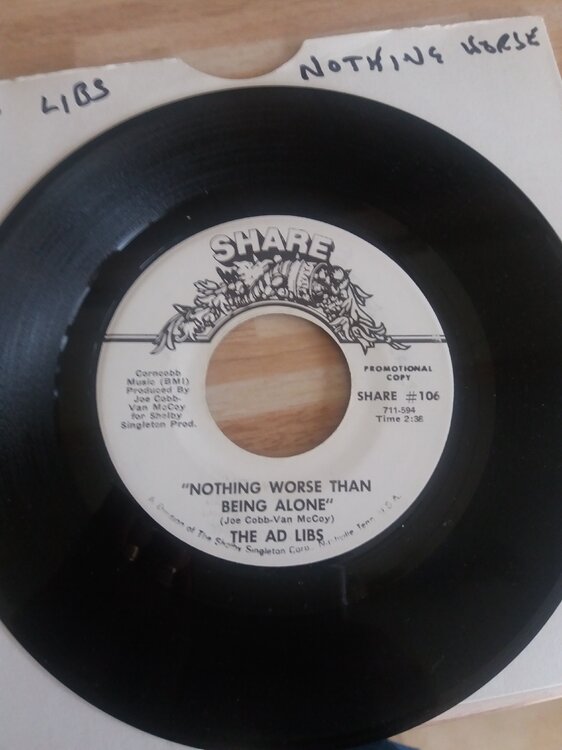 LIBS
NOTHING WORSE
SHARE
Corncobb
Music (BMI)
Produced By
Joe Cobb-
Van McCoy
for Shelby
Singleton Prod.
PROMOTIONAL
COPY
SHARE #106
711-594
Time 2:38
"NOTHING WORSE THAN
BEING ALONE"
(Joe Cobb-Van McCoy)
THE AD LIBS
A Division of The Shelby Singleton Corp. Nashville Tenn. U.S.A.